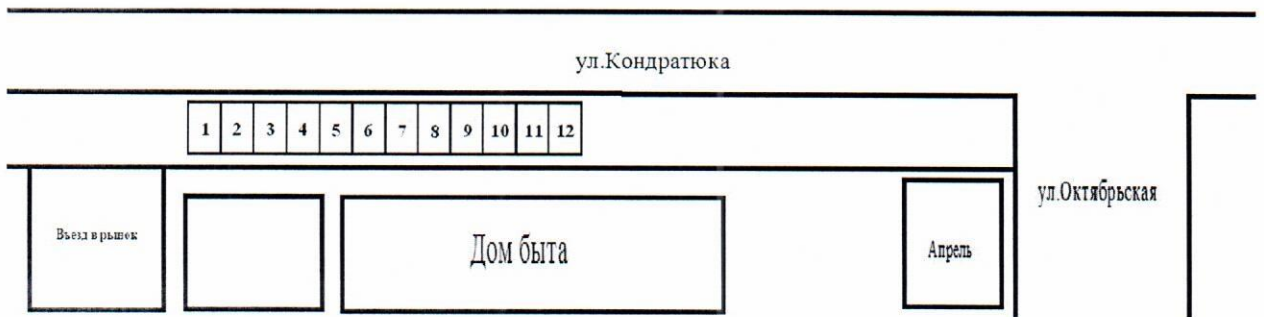 ул.Кондратюка
1 2 3 4 5 6 7 8 9 10 11 12
ул.Октябрьская
Въезд в рынок
Дом быта
Апрель